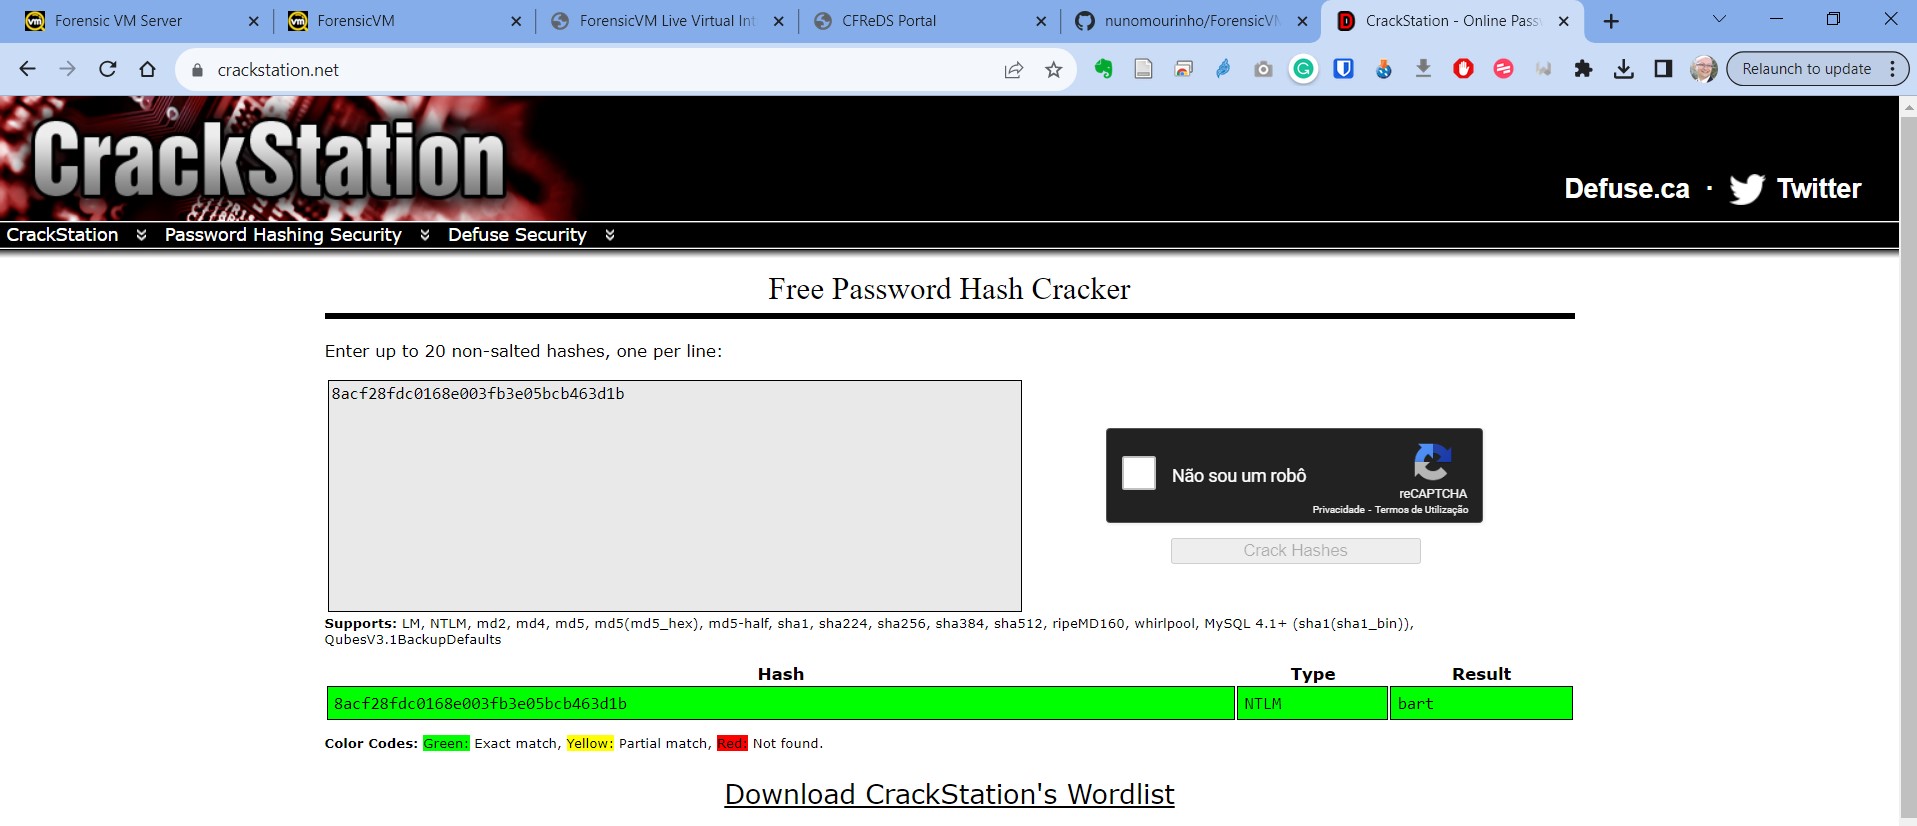 Forensic VM Server
ForensicVM
ForensicVM Live Virtual Int
CFReDS Portal
nunomourinho/ForensicVM
CrackStation - Online Passw
crackstation.net
Relaunch to update
CrackStation
Defuse.ca · Twitter
CrackStation Password Hashing Security Defuse Security
Free Password Hash Cracker
Enter up to 20 non-salted hashes, one per line:
8acf28fdc0168e003fb3e05bcb463d1b
Não sou um robô
reCAPTCHA
Privacidade - Termos de Utilização
Crack Hashes
Supports: LM, NTLM, md2, md4, md5, md5(md5_hex), md5-half, sha1, sha224, sha256, sha384, sha512, ripeMD160, whirlpool, MySQL 4.1+ (sha1(sha1_bin)),
QubesV3.1BackupDefaults
Hash Type Result
8acf28fdc0168e003fb3e05bcb463d1b NTLM bart
Color Codes: Green: Exact match, Yellow: Partial match, Red: Not found.
Download CrackStation's Wordlist